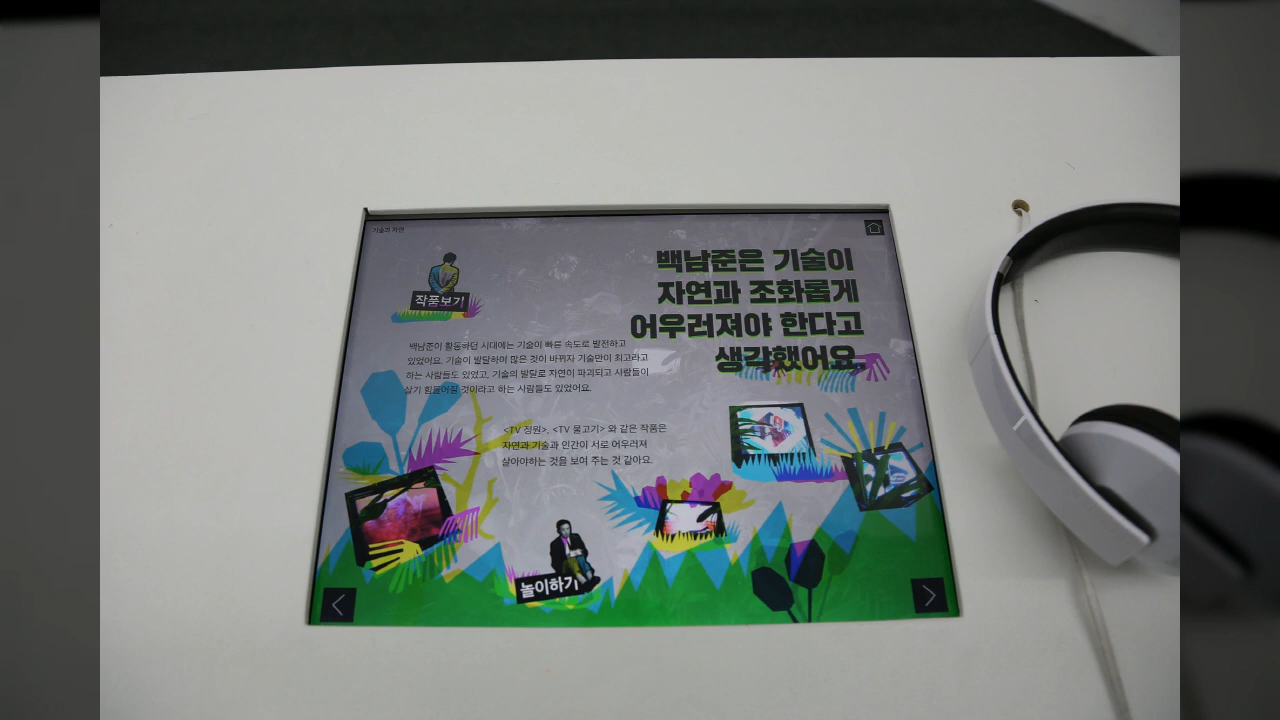 기술과 자연
백남준은 기술이
자연과 조화롭게
어우러져야 한다고
생각했어요.
작품보기
백남준이 활동하던 시대에는 기술이 빠른 속도로 발전하고
있었어요. 기술이 발달하며 많은 것이 바뀌자 기술만이 최고라고
하는 사람들도 있었고, 기술의 발달로 자연이 파괴되고 사람들이
살기 힘들어질 것이라고 하는 사람들도 있었어요.
<TV 정원>, <TV 물고기> 와 같은 작품은
자연과 기술과 인간이 서로 어우러져
살아야하는 것을 보여 주는 것 같아요.
놀이하기